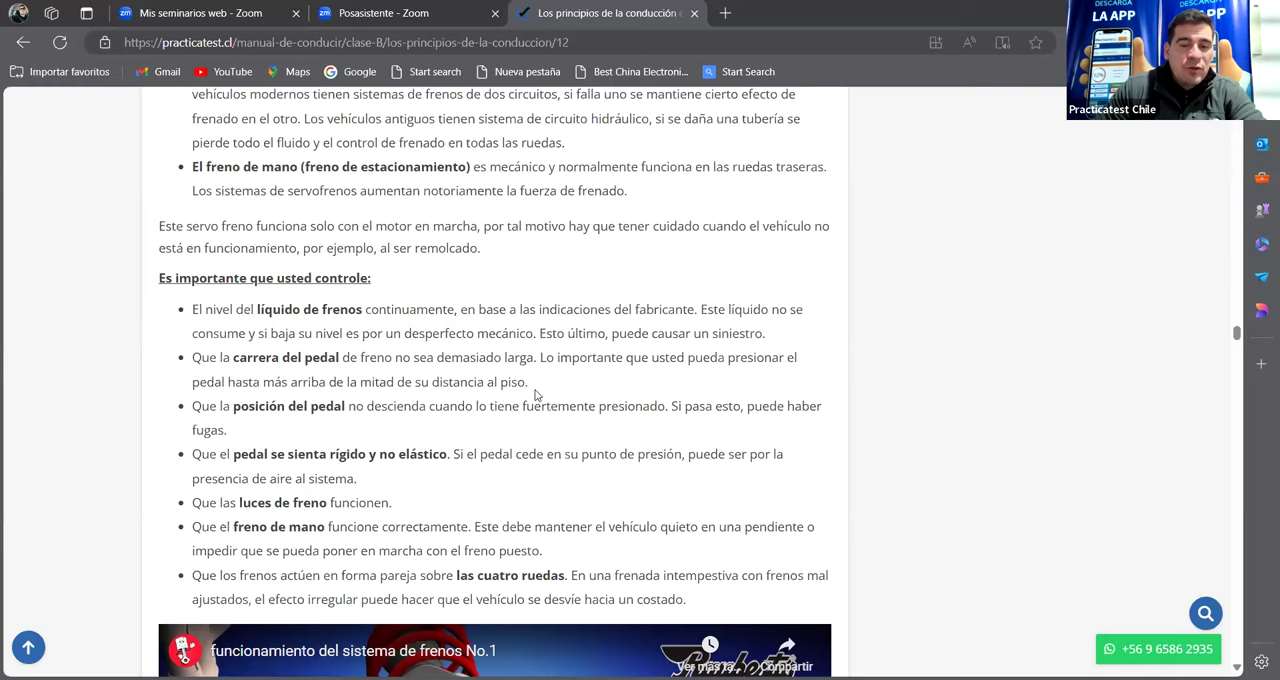 Mis seminarios web - Zoom
Posasistente - Zoom
Los principios de la conducción
https://practicatest.cl/manual-de-conducir/clase-B/los-principios-de-la-conduccion/12
Importar favoritos
Gmail
YouTube
Maps
Google
Start search
Nueva pestaña
Best China Electroni...
Start Search
DESCARGA
LA APP
DESCARGA
Practicatest Chile
vehículos modernos tienen sistemas de frenos de dos circuitos, si falla uno se mantiene cierto efecto de
frenado en el otro. Los vehículos antiguos tienen sistema de circuito hidráulico, si se daña una tubería se
pierde todo el fluido y el control de frenado en todas las ruedas.
El freno de mano (freno de estacionamiento) es mecánico y normalmente funciona en las ruedas traseras.
Los sistemas de servofrenos aumentan notoriamente la fuerza de frenado.
Este servo freno funciona solo con el motor en marcha, por tal motivo hay que tener cuidado cuando el vehículo no
está en funcionamiento, por ejemplo, al ser remolcado.
Es importante que usted controle:
El nivel del líquido de frenos continuamente, en base a las indicaciones del fabricante. Este líquido no se
consume y si baja su nivel es por un desperfecto mecánico. Esto último, puede causar un siniestro.
Que la carrera del pedal de freno no sea demasiado larga. Lo importante que usted pueda presionar el
pedal hasta más arriba de la mitad de su distancia al piso.
Que la posición del pedal no descienda cuando lo tiene fuertemente presionado. Si pasa esto, puede haber
fugas.
Que el pedal se sienta rígido y no elástico. Si el pedal cede en su punto de presión, puede ser por la
presencia de aire al sistema.
Que las luces de freno funcionen.
Que el freno de mano funcione correctamente. Este debe mantener el vehículo quieto en una pendiente o
impedir que se pueda poner en marcha con el freno puesto.
Que los frenos actúen en forma pareja sobre las cuatro ruedas. En una frenada intempestiva con frenos mal
ajustados, el efecto irregular puede hacer que el vehículo se desvíe hacia un costado.
funcionamiento del sistema de frenos No.1
Ver más ta...
Compartir
+56 9 6586 2935